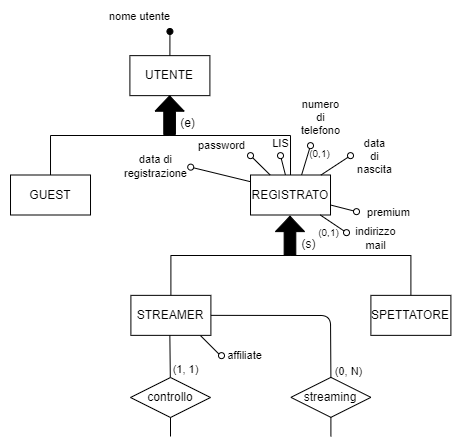 nome utente
UTENTE
(e)
numero
di
telefono
(0,1)
password
LIS
data
di
nascita
data di
registrazione
GUEST
REGISTRATO
premium
(0,1)
indirizzo
mail
(s)
STREAMER
SPETTATORE
affiliate
(1, 1)
(0, N)
controllo
streaming